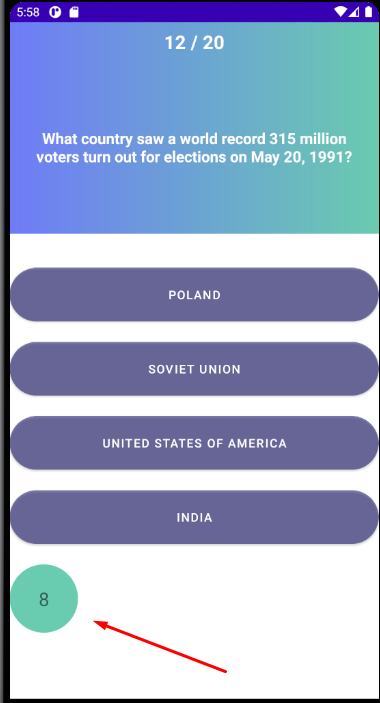 5:58
12 / 20
What country saw a world record 315 million
voters turn out for elections on May 20, 1991?
POLAND
SOVIET UNION
UNITED STATES OF AMERICA
INDIA
8